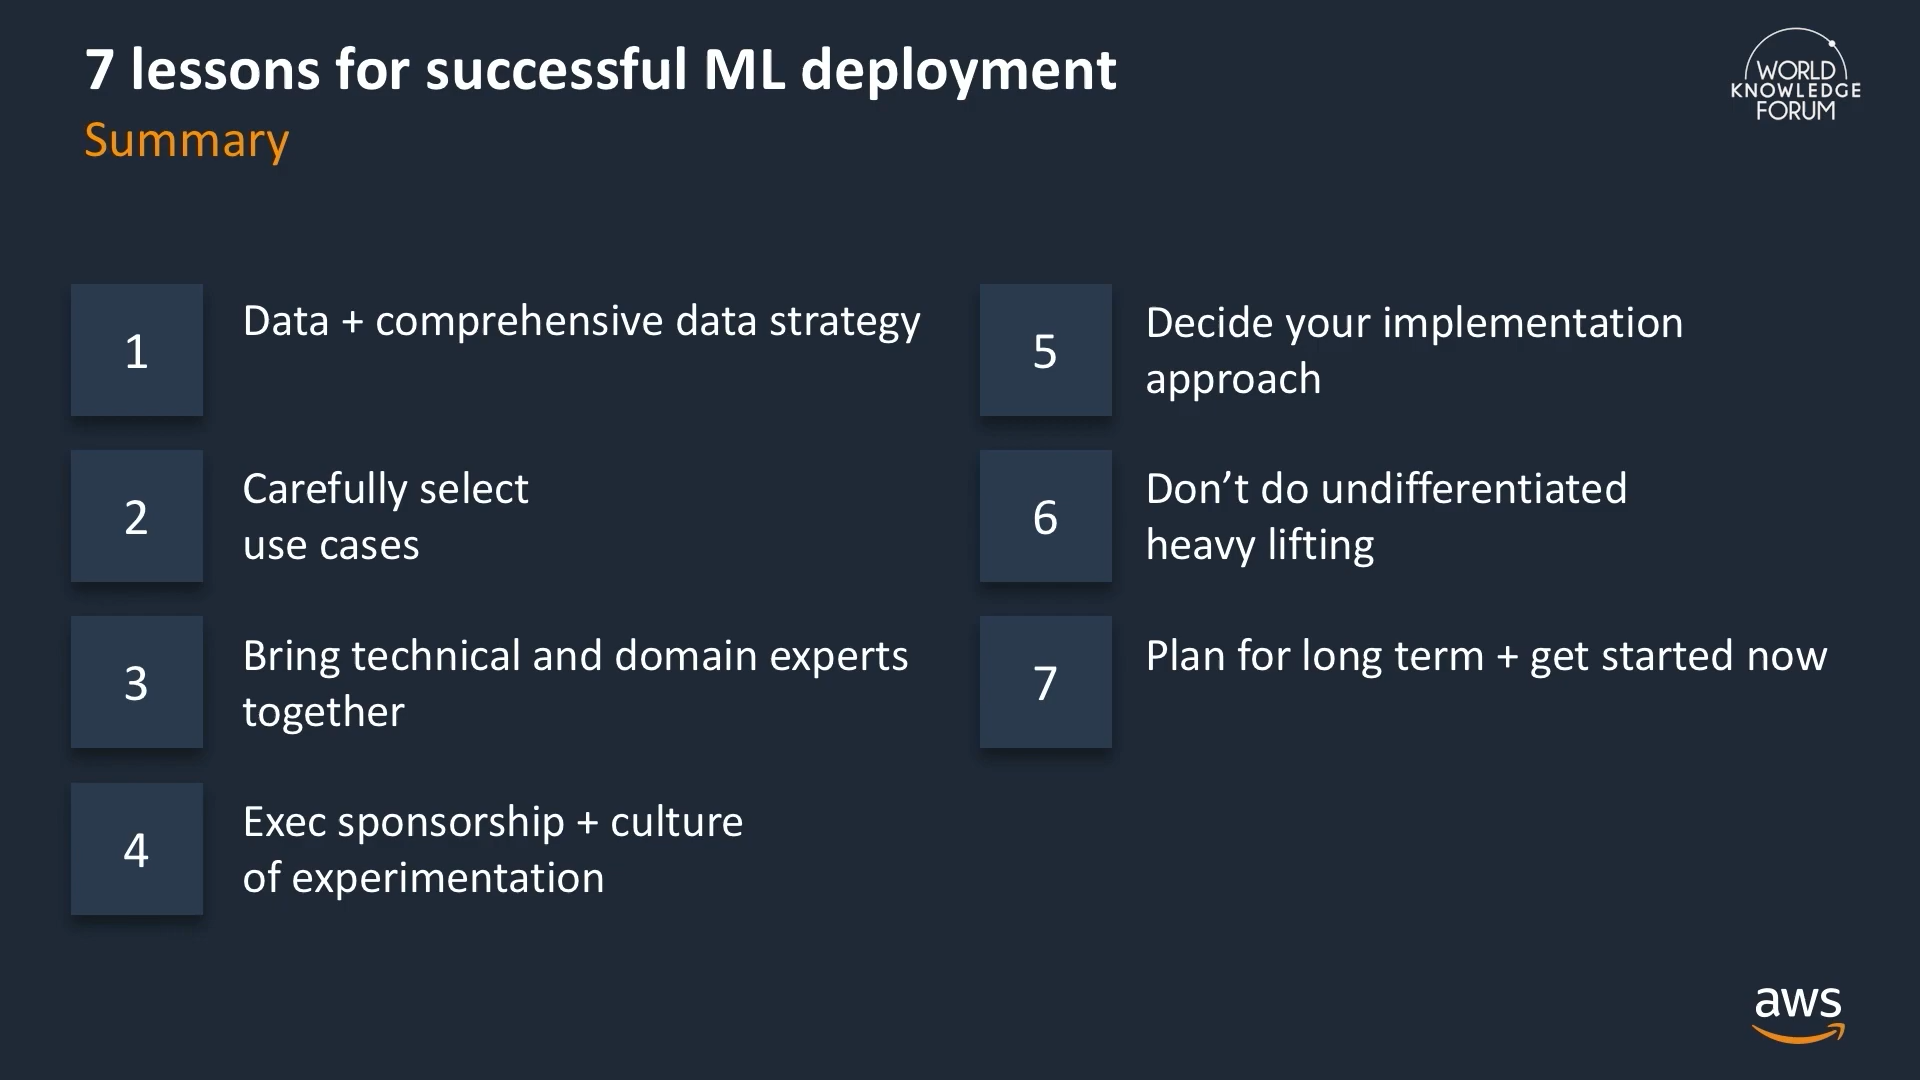 7 lessons for successful ML deployment
Summary
WORLD
KNOWLEDGE
FORUM
1
Data + comprehensive data strategy
2
Carefully select
use cases
3
Bring technical and domain experts
together
4
Exec sponsorship + culture
of experimentation
5
Decide your implementation
approach
6
Don’t do undifferentiated
heavy lifting
7
Plan for long term + get started now
aws